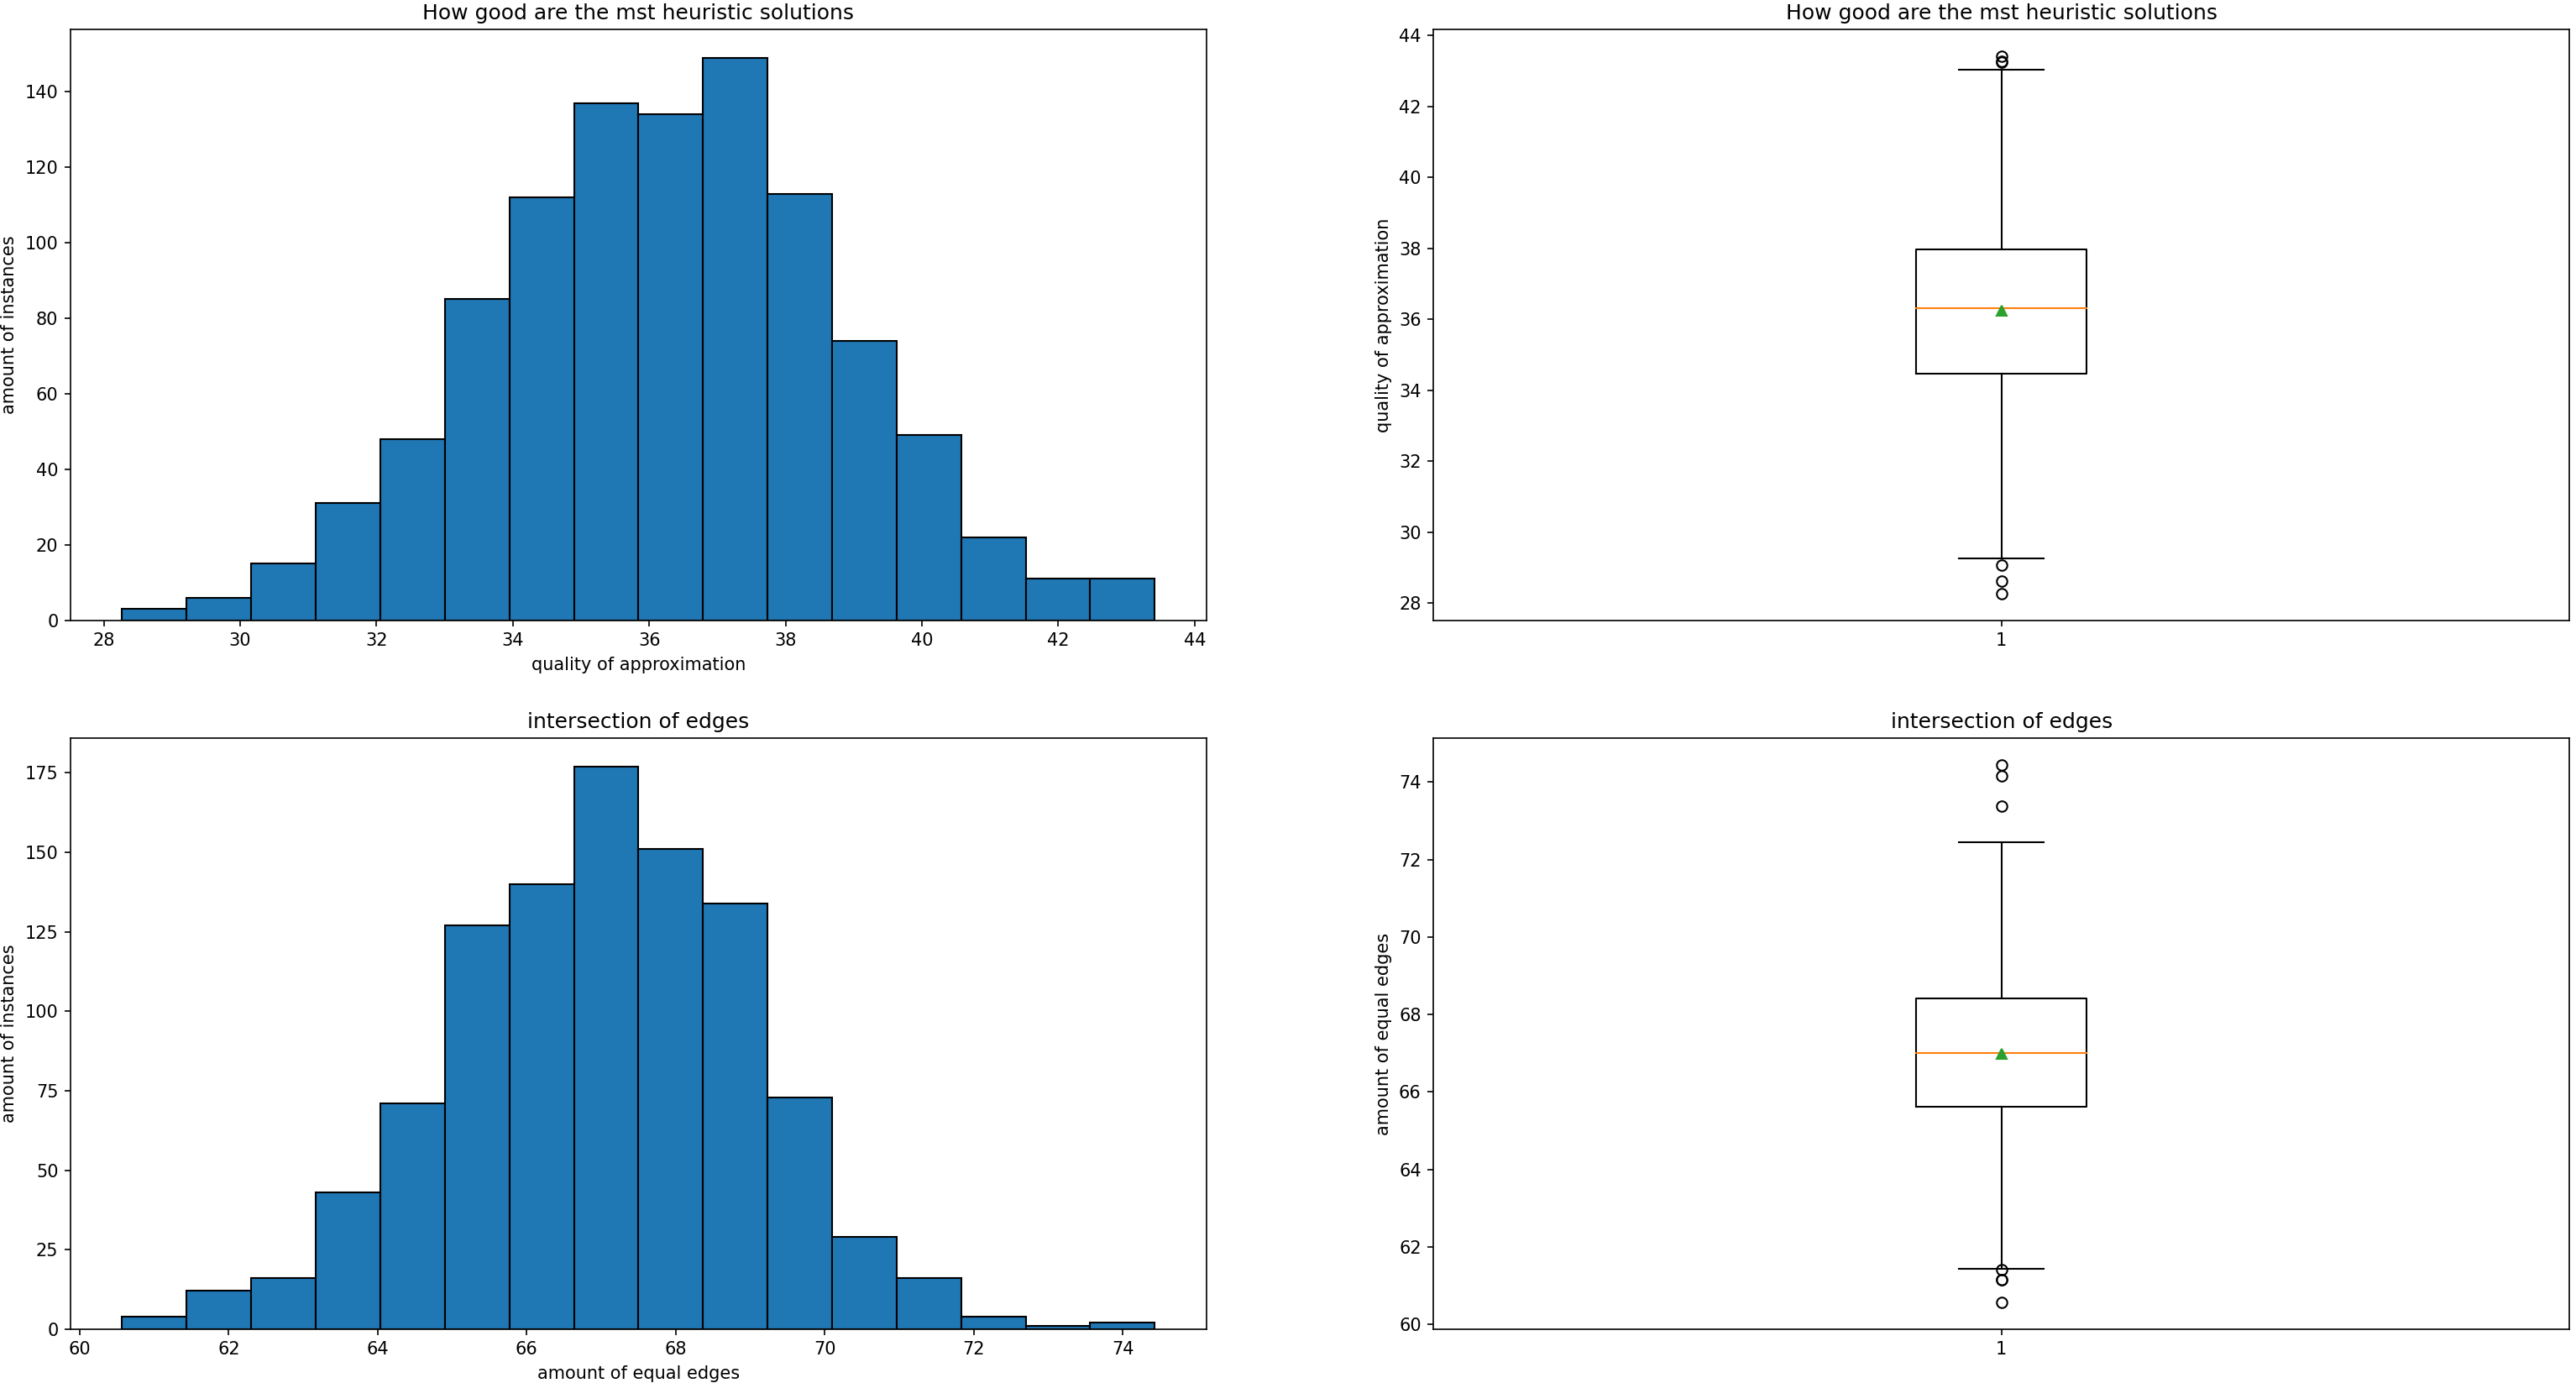 How good are the mst heuristic solutions
amount of instances
140
120
100
80
60
40
20
0
28 30 32 34 36 38 40 42 44
quality of approximation
How good are the mst heuristic solutions
quality of approximation
44
42
40
38
36
34
32
30
28
1
intersection of edges
amount of instances
175
150
125
100
75
50
25
0
60 62 64 66 68 70 72 74
amount of equal edges
intersection of edges
amount of equal edges
74
72
70
68
66
64
62
60
1